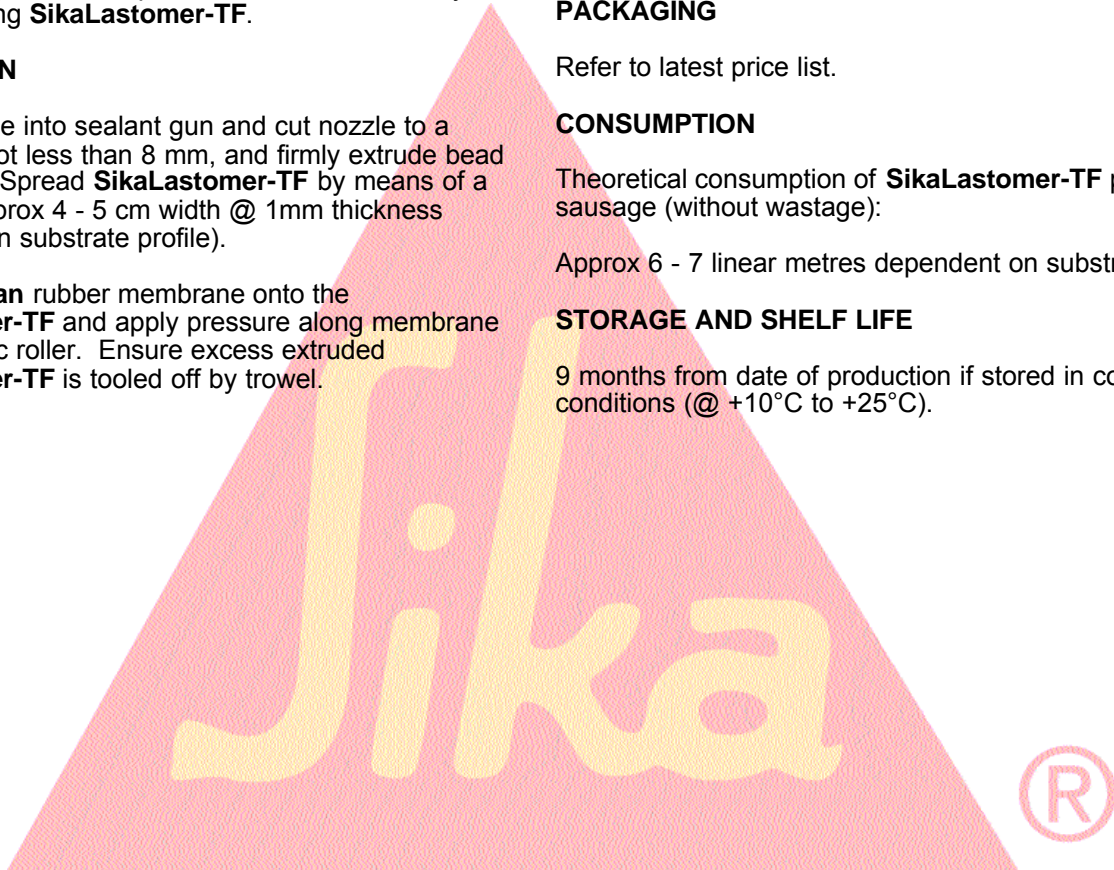 ng SikaLastomer-TF.
N
e into sealant gun and cut nozzle to a
ot less than 8 mm, and firmly extrude bead
Spread SikaLastomer-TF by means of a
prox 4 - 5 cm width @ 1mm thickness
n substrate profile).
an rubber membrane onto the
er-TF and apply pressure along membrane
c roller. Ensure excess extruded
er-TF is tooled off by trowel.
PACKAGING
Refer to latest price list.
CONSUMPTION
Theoretical consumption of SikaLastomer-TF p
sausage (without wastage):
Approx 6 - 7 linear metres dependent on substr
STORAGE AND SHELF LIFE
9 months from date of production if stored in co
conditions (@ +10°C to +25°C).
Sika
®